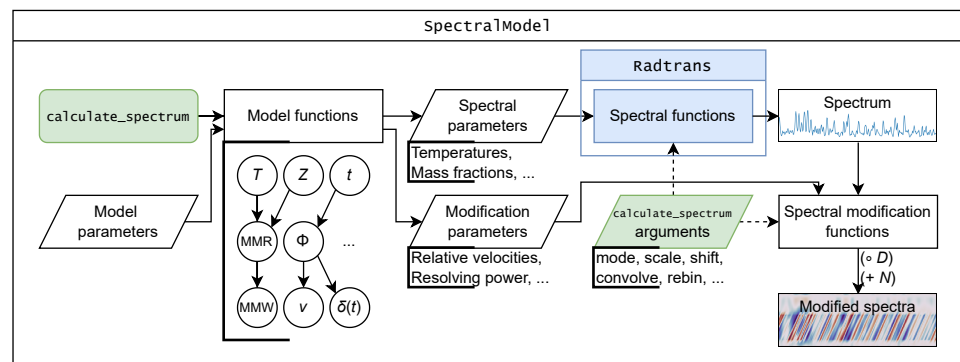 SpectralModel
Radtrans
calculate_spectrum
Model functions
Spectral
parameters
Spectral functions
Spectrum
Temperatures,
Mass fractions, ...
T
Z
t
Model
parameters
MMR
Φ
...
Modification
parameters
calculate_spectrum
arguments
Spectral modification
functions
Relative velocities,
Resolving power, ...
mode, scale, shift,
convolve, rebin, ...
(∘ D)
(+ N)
MMW
v
δ(t)
Modified spectra